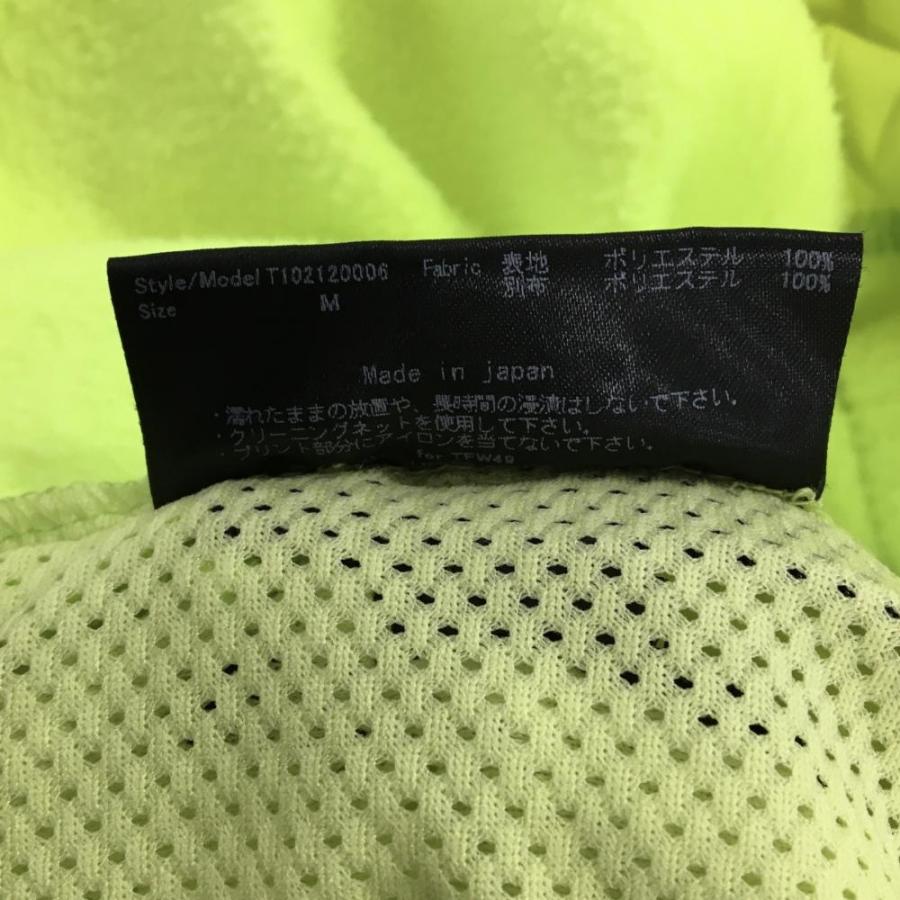 Style/Model T102120006 Fabric 表地 ポリエステル 100%
Size M 別布 ポリエステル 100%
Made in japan
・濡れたままの放置や、長時間の浸漬はしないで下さい。
・クリーニングネットを使用して下さい。
・プリント部分にアイロンを当てないで下さい。
for TFW49